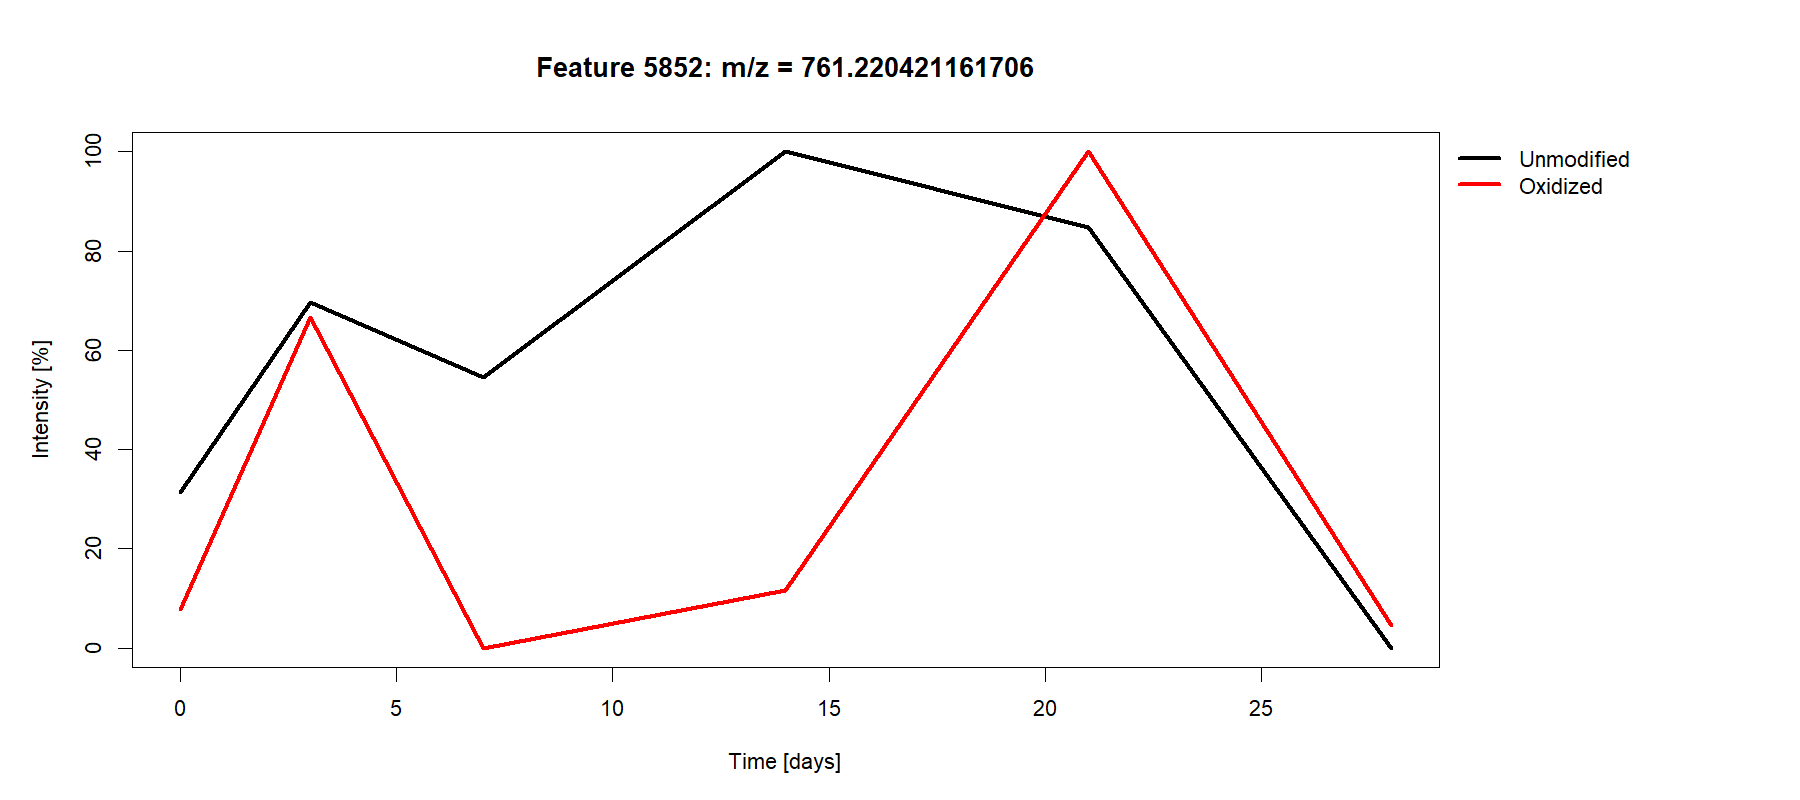 Feature 5852: m/z = 761.220421161706
Unmodified
Oxidized
Intensity [%]
100
80
60
40
20
0
0 5 10 15 20 25
Time [days]